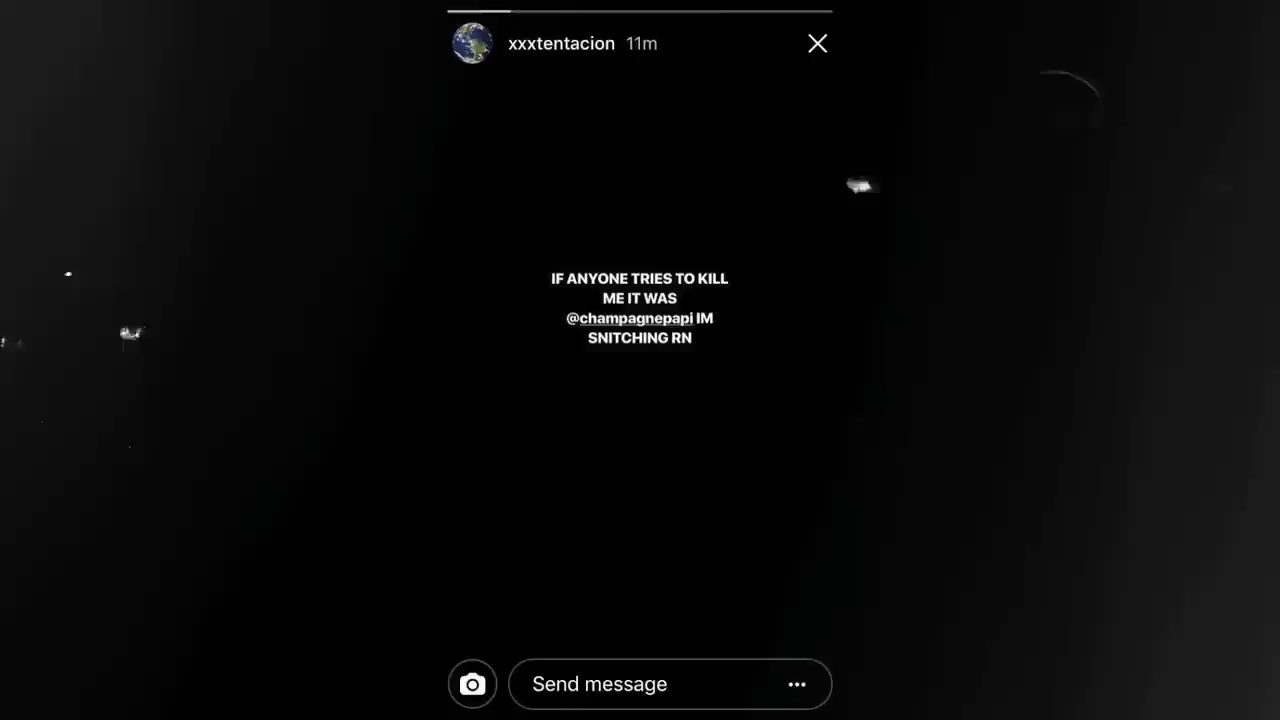 xxxtentacion 11m
IF ANYONE TRIES TO KILL
ME IT WAS
@champagnepapi IM
SNITCHING RN
Send message